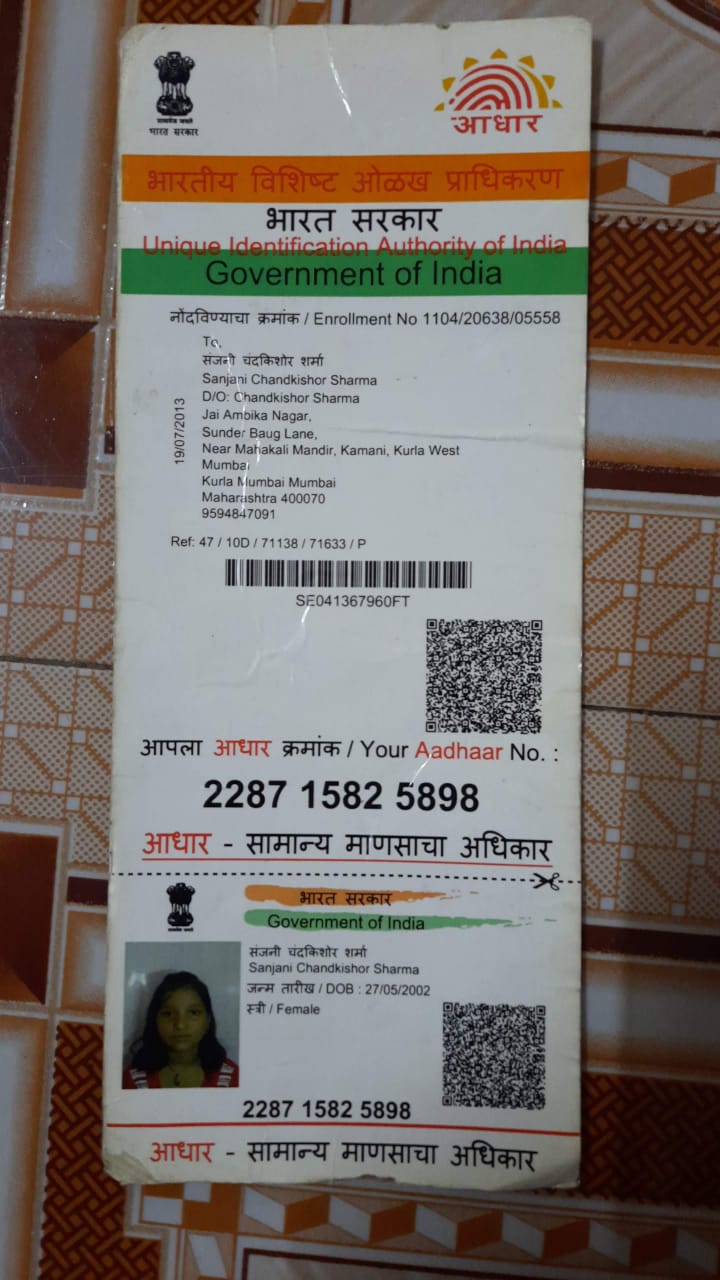 सत्यमेव जयते
भारत सरकार
आधार
भारतीय विशिष्ट ओळख प्राधिकरण
भारत सरकार
Unique Identification Authority of India
Government of India
नोंदविण्याचा क्रमांक / Enrollment No 1104/20638/05558
To,
संजनी चंदकिशोर शर्मा
Sanjani Chandkishor Sharma
D/O: Chandkishor Sharma
Jai Ambika Nagar,
Sunder Baug Lane,
Near Mahakali Mandir, Kamani, Kurla West
Mumbai
Kurla Mumbai Mumbai
Maharashtra 400070
9594847091
19/07/2013
Ref: 47 / 10D / 71138 / 71633 / P
SE041367960FT
आपला आधार क्रमांक / Your Aadhaar No. :
2287 1582 5898
आधार - सामान्य माणसाचा अधिकार
भारत सरकार
Government of India
संजनी चंदकिशोर शर्मा
Sanjani Chandkishor Sharma
जन्म तारीख / DOB : 27/05/2002
स्त्री / Female
2287 1582 5898
आधार - सामान्य माणसाचा अधिकार